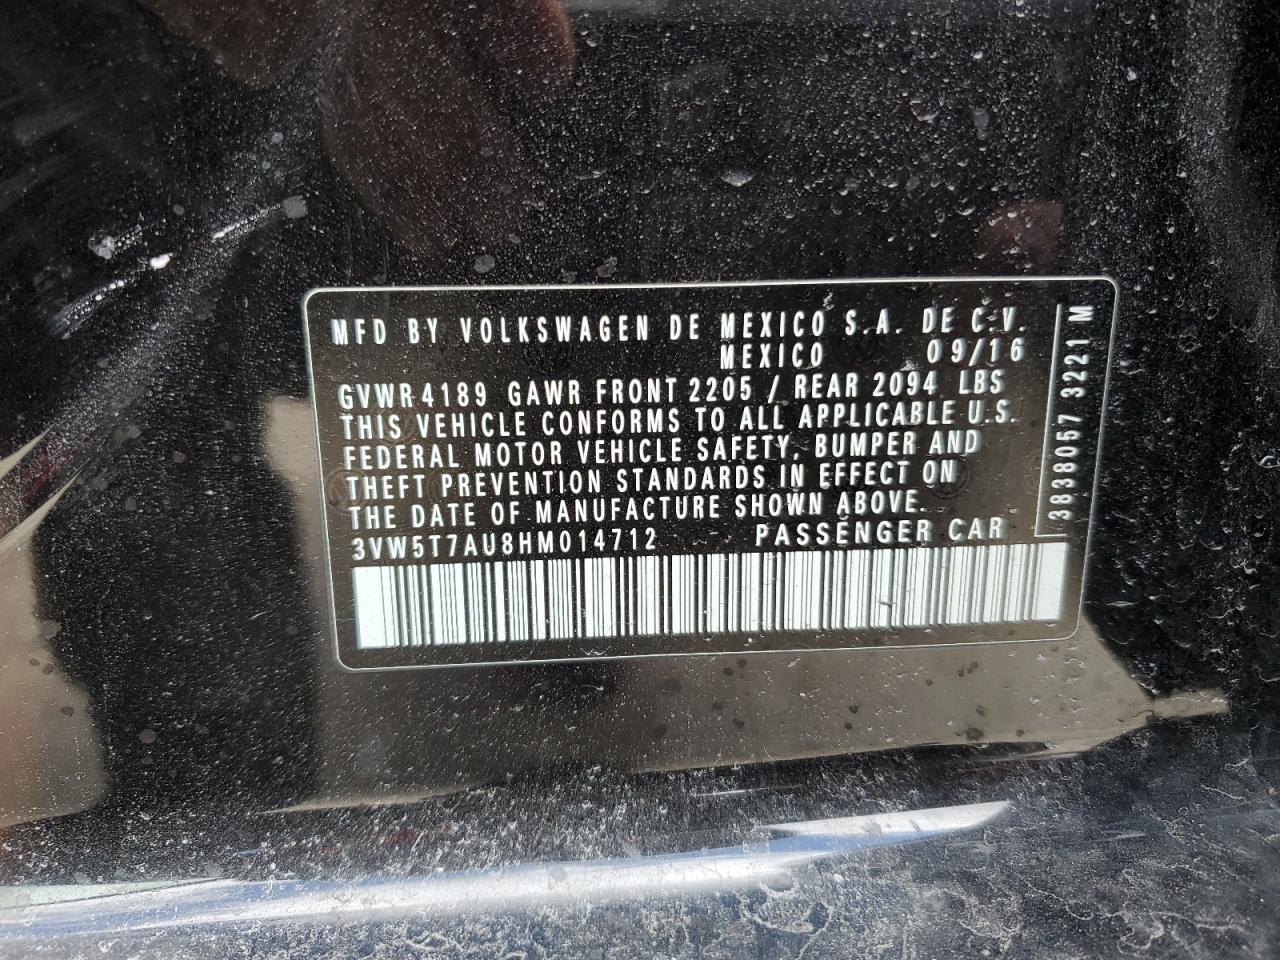 MFD BY VOLKSWAGEN DE MEXICO S.A. DE C.V.
MEXICO 09/16
GVWR 4189 GAWR FRONT 2205 / REAR 2094 LBS
THIS VEHICLE CONFORMS TO ALL APPLICABLE U.S.
FEDERAL MOTOR VEHICLE SAFETY, BUMPER AND
THEFT PREVENTION STANDARDS IN EFFECT ON
THE DATE OF MANUFACTURE SHOWN ABOVE.
3VW5T7AU8HM014712 PASSENGER CAR
3838057 3221 M